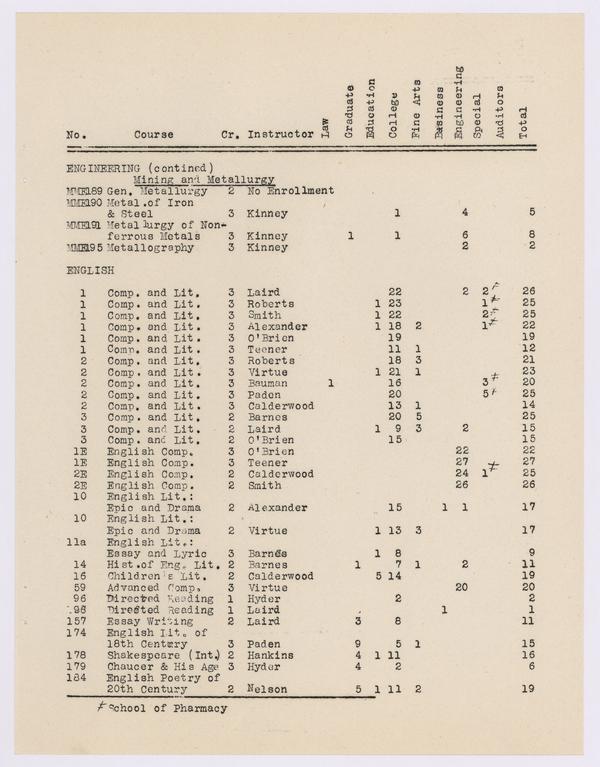 No. Course Cr. Instructor Law Graduate Education College Fine Arts Business Engineering Special Auditors Total
ENGINEERING (contined)
Mining and Metallurgy
MME189 Gen. Metallurgy 2 No Enrollment
MME190 Metal.of Iron
& Steel 3 Kinney 1 4 5
MME191 Metallurgy of Non-
ferrous Metals 3 Kinney 1 1 6 8
MME195 Metallography 3 Kinney 2 2
ENGLISH
1 Comp. and Lit. 3 Laird 22 2 2≠ 26
1 Comp. and Lit. 3 Roberts 1 23 1≠ 25
1 Comp. and Lit. 3 Smith 1 22 2≠ 25
1 Comp. and Lit. 3 Alexander 1 18 2 1≠ 22
1 Comp. and Lit. 3 O'Brien 19 19
1 Comp. and Lit. 3 Teener 11 1 12
2 Comp. and Lit. 3 Roberts 18 3 21
2 Comp. and Lit. 3 Virtue 1 21 1 23
2 Comp. and Lit. 3 Bauman 1 16 3≠ 20
2 Comp. and Lit. 3 Paden 20 5≠ 25
2 Comp. and Lit. 3 Calderwood 13 1 14
3 Comp. and Lit. 2 Barnes 20 5 25
3 Comp. and Lit. 2 Laird 1 9 3 2 15
3 Comp. and Lit. 2 O'Brien 15 15
1E English Comp. 3 O'Brien 22 22
1E English Comp. 3 Teener 27 27
2E English Comp. 2 Calderwood 24 1≠ 25
2E English Comp. 2 Smith 26 26
10 English Lit.:
Epic and Drama 2 Alexander 15 1 1 17
10 English Lit.:
Epic and Drama 2 Virtue 1 13 3 17
11a English Lit.:
Essay and Lyric 3 Barnes 1 8 9
14 Hist.of Eng. Lit. 2 Barnes 1 7 1 2 11
16 Children's Lit. 2 Calderwood 5 14 19
59 Advanced Comp. 3 Virtue 20 20
96 Directed Reading 1 Hyder 2 2
98 Directed Reading 1 Laird 1 1
157 Essay Writing 2 Laird 3 8 11
174 English Lit. of
18th Century 3 Paden 9 5 1 15
178 Shakespeare (Int.) 2 Hankins 4 1 11 16
179 Chaucer & His Age 3 Hyder 4 2 6
184 English Poetry of
20th Century 2 Nelson 5 1 11 2 19
≠ School of Pharmacy